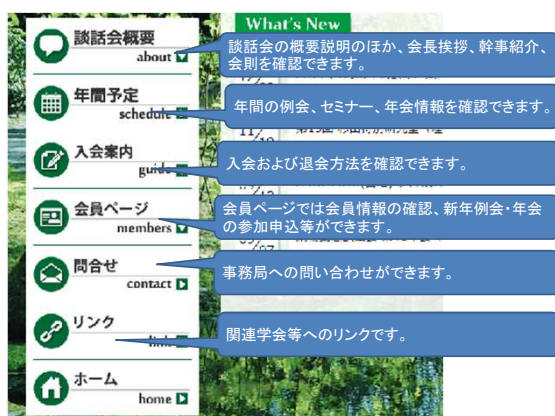 What's New
談話会概要
about
談話会の概要説明のほか、会長挨拶、幹事紹介、
会則を確認できます。
年間予定
schedule
年間の例会、セミナー、年会情報を確認できます。
入会案内
guide
入会および退会方法を確認できます。
会員ページ
members
会員ページでは会員情報の確認、新年例会・年会
の参加申込等ができます。
問合せ
contact
事務局への問い合わせができます。
リンク
link
関連学会等へのリンクです。
ホーム
home